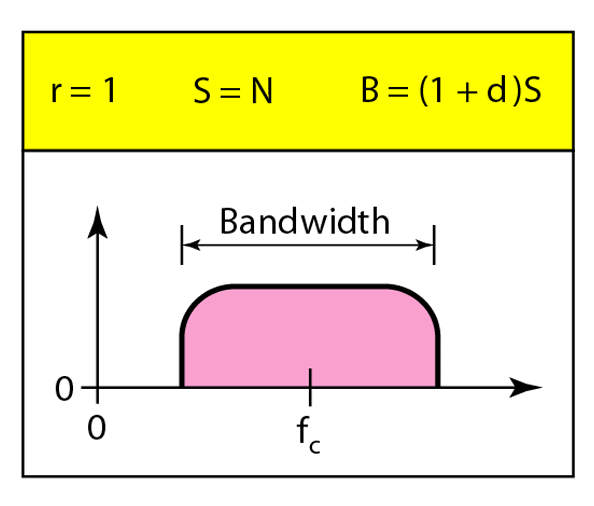 r = 1 S = N B = (1 + d)S
Bandwidth
0
0 fc